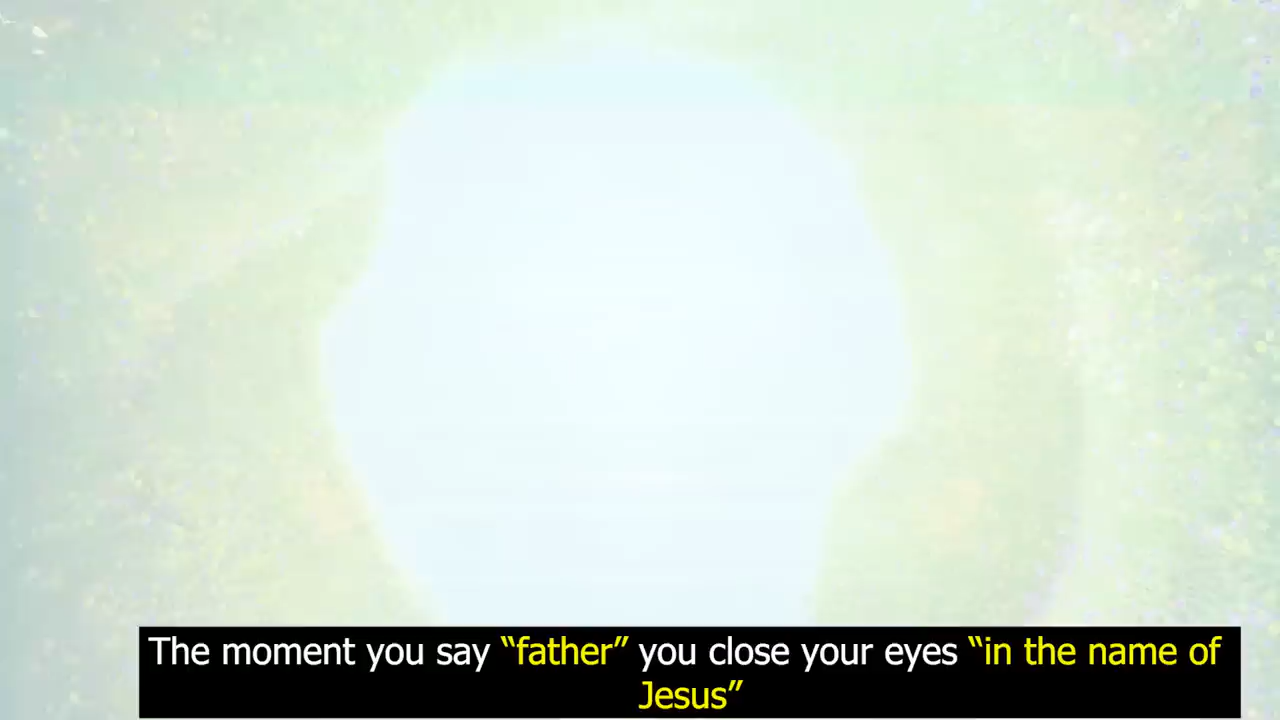 The moment you say “father” you close your eyes “in the name of
Jesus”